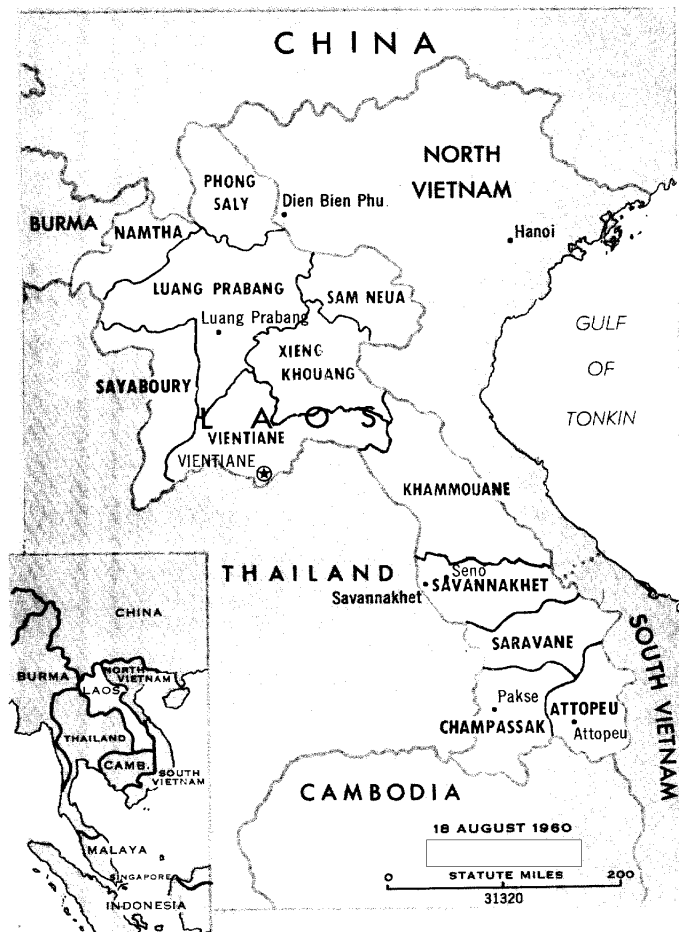 CHINA
NORTH
VIETNAM
PHONG
SALY
Dien Bien Phu
BURMA
NAMTHA
Hanoi
LUANG PRABANG
SAM NEUA
Luang Prabang
GULF
OF
TONKIN
XIENG
KHOUANG
SAYABOURY
LAOS
VIENTIANE
VIENTIANE
KHAMMOUANE
THAILAND
Seno
SAVANNAKHET
Savannakhet
SOUTH VIETNAM
SARAVANE
Pakse
ATTOPEU
CHAMPASSAK
Attopeu
CAMBODIA
18 AUGUST 1960
STATUTE MILES
0 200
31320
CHINA
BURMA
NORTH
VIETNAM
LAOS
THAILAND
CAMB.
SOUTH
VIETNAM
MALAYA
SINGAPORE
INDONESIA